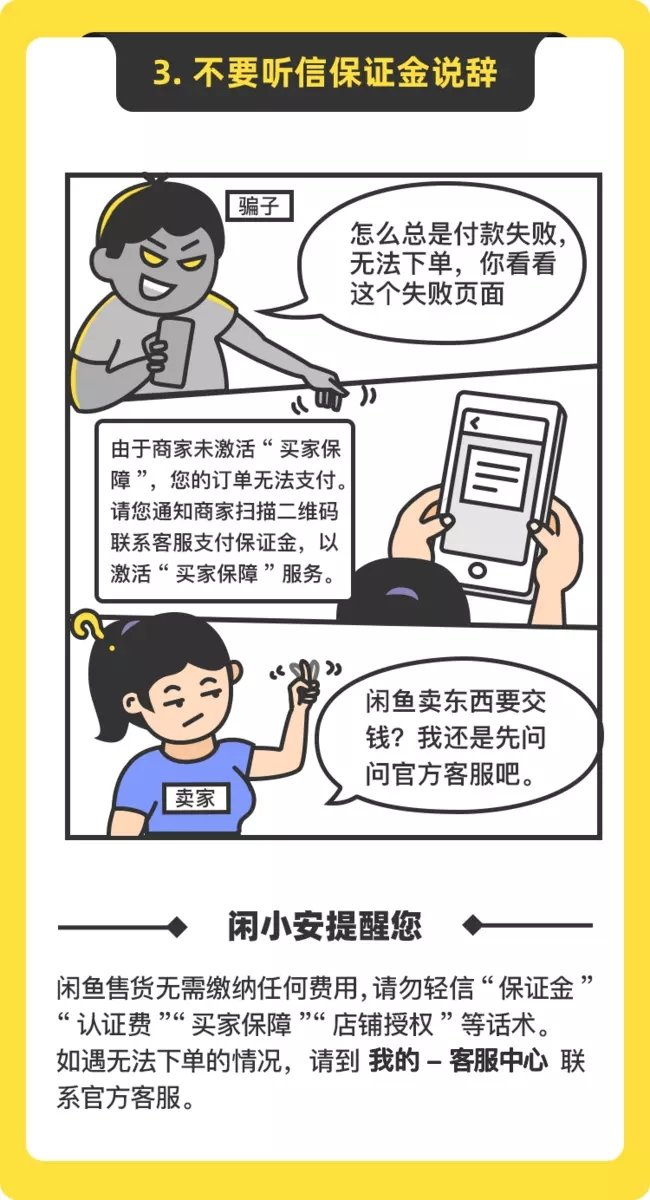 3. 不要听信保证金说辞
骗子
怎么总是付款失败，
无法下单，你看看
这个失败页面
由于商家未激活“买家保
障”，您的订单无法支付。
请您通知商家扫描二维码
联系客服支付保证金，以
激活“买家保障”服务。
闲鱼卖东西要交
钱？我还是先问
问官方客服吧。
卖家
闲小安提醒您
闲鱼售货无需缴纳任何费用，请勿轻信“保证金”
“认证费”“买家保障”“店铺授权”等话术。
如遇无法下单的情况，请到 我的 – 客服中心 联
系官方客服。